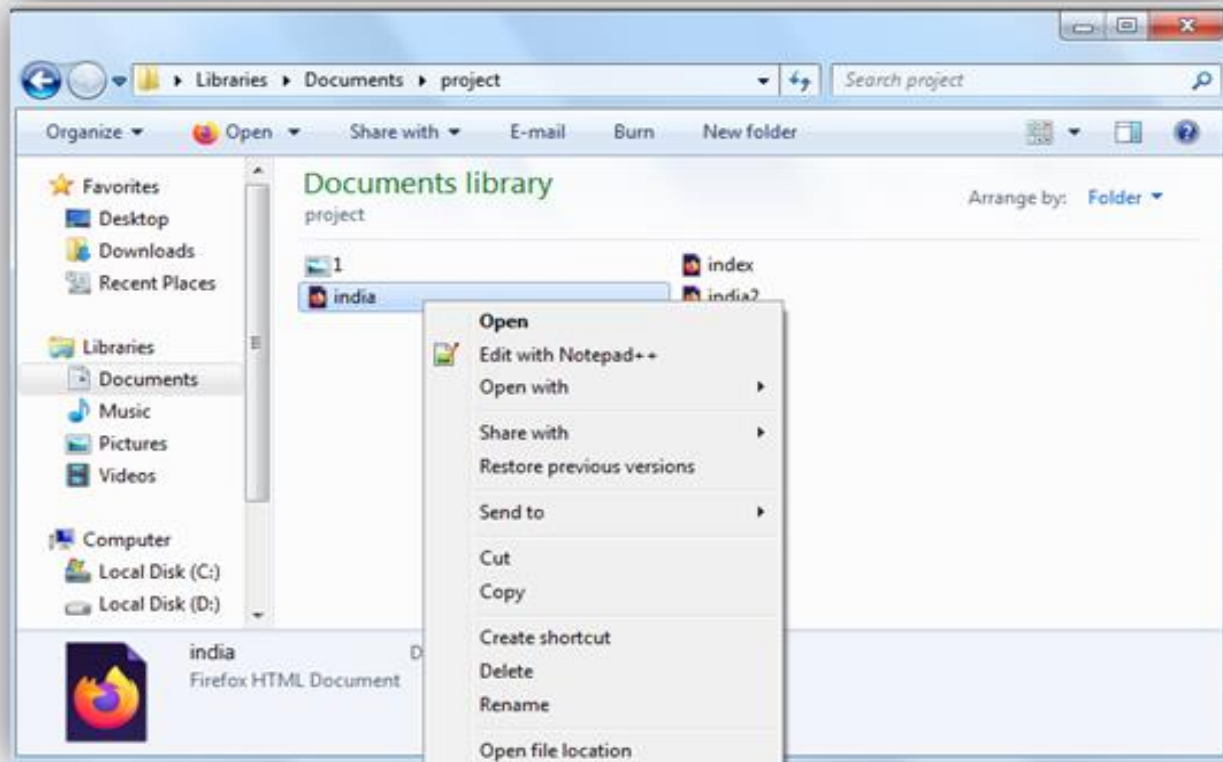 Libraries ▸ Documents ▸ project
Search project
Organize Open Share with E-mail Burn New folder
Favorites
Desktop
Downloads
Recent Places
Libraries
Documents
Music
Pictures
Videos
Computer
Local Disk (C:)
Local Disk (D:)
Documents library
project
Arrange by: Folder
1
index
india
india2
Open
Edit with Notepad++
Open with
Share with
Restore previous versions
Send to
Cut
Copy
Create shortcut
Delete
Rename
Open file location
india
D
Firefox HTML Document